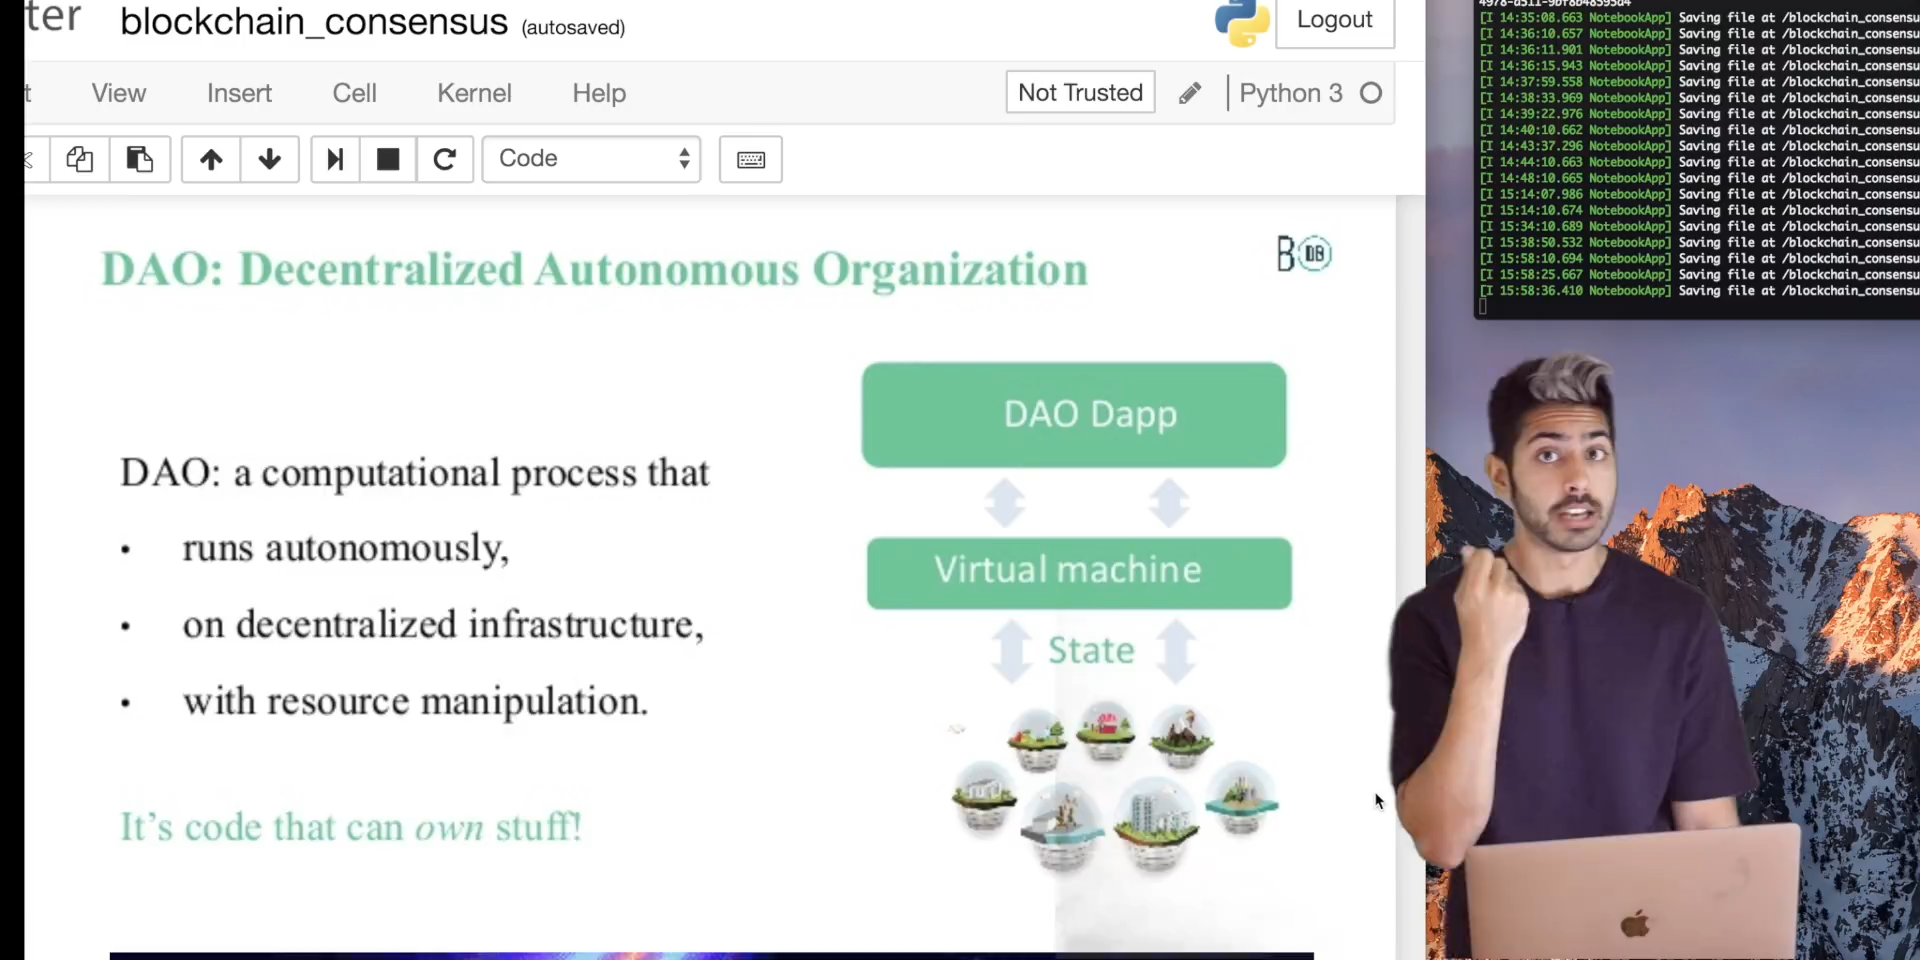 ter blockchain_consensus (autosaved)
Logout
t View Insert Cell Kernel Help
Not Trusted
Python 3
Code
DAO: Decentralized Autonomous Organization
B DB
DAO Dapp
DAO: a computational process that
• runs autonomously,
• on decentralized infrastructure,
• with resource manipulation.
It's code that can own stuff!
Virtual machine
State
[I 14:35:08.663 NotebookApp] Saving file at /blockchain_consensu
[I 14:36:10.657 NotebookApp] Saving file at /blockchain_consensu
[I 14:36:11.901 NotebookApp] Saving file at /blockchain_consensu
[I 14:36:15.943 NotebookApp] Saving file at /blockchain_consensu
[I 14:37:59.558 NotebookApp] Saving file at /blockchain_consensu
[I 14:38:33.969 NotebookApp] Saving file at /blockchain_consensu
[I 14:39:22.976 NotebookApp] Saving file at /blockchain_consensu
[I 14:40:10.662 NotebookApp] Saving file at /blockchain_consensu
[I 14:43:37.296 NotebookApp] Saving file at /blockchain_consensu
[I 14:44:10.663 NotebookApp] Saving file at /blockchain_consensu
[I 14:48:10.665 NotebookApp] Saving file at /blockchain_consensu
[I 15:14:07.986 NotebookApp] Saving file at /blockchain_consensu
[I 15:14:10.674 NotebookApp] Saving file at /blockchain_consensu
[I 15:34:10.689 NotebookApp] Saving file at /blockchain_consensu
[I 15:38:50.532 NotebookApp] Saving file at /blockchain_consensu
[I 15:58:10.694 NotebookApp] Saving file at /blockchain_consensu
[I 15:58:25.667 NotebookApp] Saving file at /blockchain_consensu
[I 15:58:36.410 NotebookApp] Saving file at /blockchain_consensu